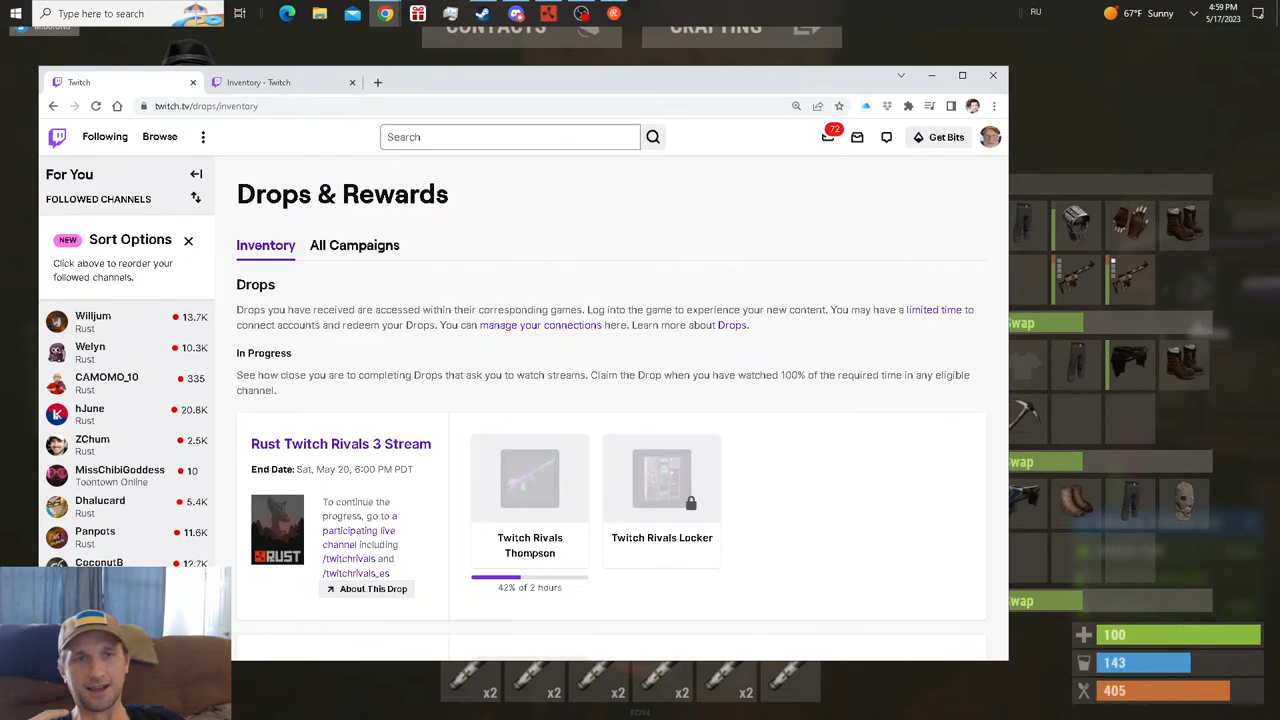 Type here to search
RU
67°F Sunny
4:59 PM
5/17/2023
CONTACTS
CRAFTING
Twitch
Inventory - Twitch
twitch.tv/drops/inventory
Following
Browse
Search
72
Get Bits
For You
FOLLOWED CHANNELS
NEW
Sort Options
Click above to reorder your
followed channels.
Willjum
13.7K
Rust
Welyn
10.3K
Rust
CAMOMO_10
335
Rust
hJune
20.8K
Rust
ZChum
2.5K
Rust
MissChibiGoddess
10
Toontown Online
Dhalucard
5.4K
Rust
Panpots
11.6K
Rust
CoconutB
12.7K
Drops & Rewards
Inventory
All Campaigns
Drops
Drops you have received are accessed within their corresponding games. Log into the game to experience your new content. You may have a limited time to
connect accounts and redeem your Drops. You can manage your connections here. Learn more about Drops.
In Progress
See how close you are to completing Drops that ask you to watch streams. Claim the Drop when you have watched 100% of the required time in any eligible
channel.
Rust Twitch Rivals 3 Stream
End Date: Sat, May 20, 6:00 PM PDT
RUST
To continue the
progress, go to a
participating live
channel including
/twitchrivals and
/twitchrivals_es
About This Drop
Twitch Rivals
Thompson
42% of 2 hours
Twitch Rivals Locker
Swap
Swap
Swap
100
143
405
x2
x2
x2
x2
x2